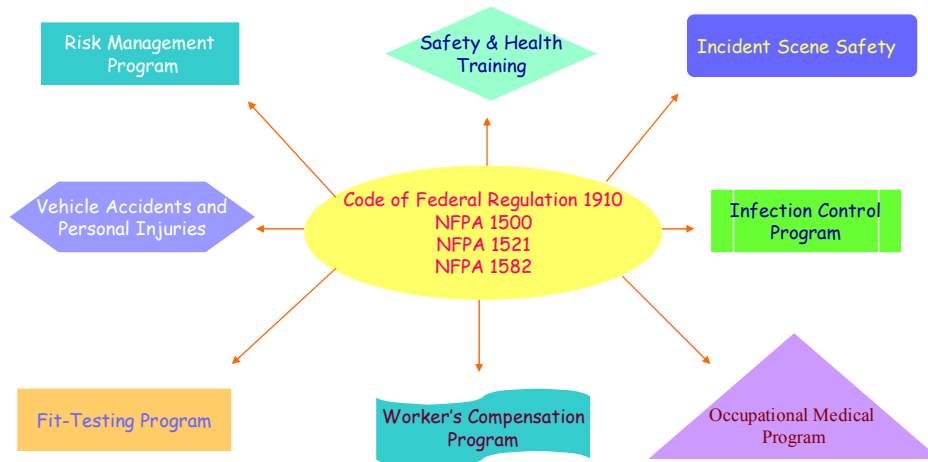 Risk Management
Program
Safety & Health
Training
Incident Scene Safety
Vehicle Accidents and
Personal Injuries
Code of Federal Regulation 1910
NFPA 1500
NFPA 1521
NFPA 1582
Infection Control
Program
Fit-Testing Program
Worker's Compensation
Program
Occupational Medical
Program